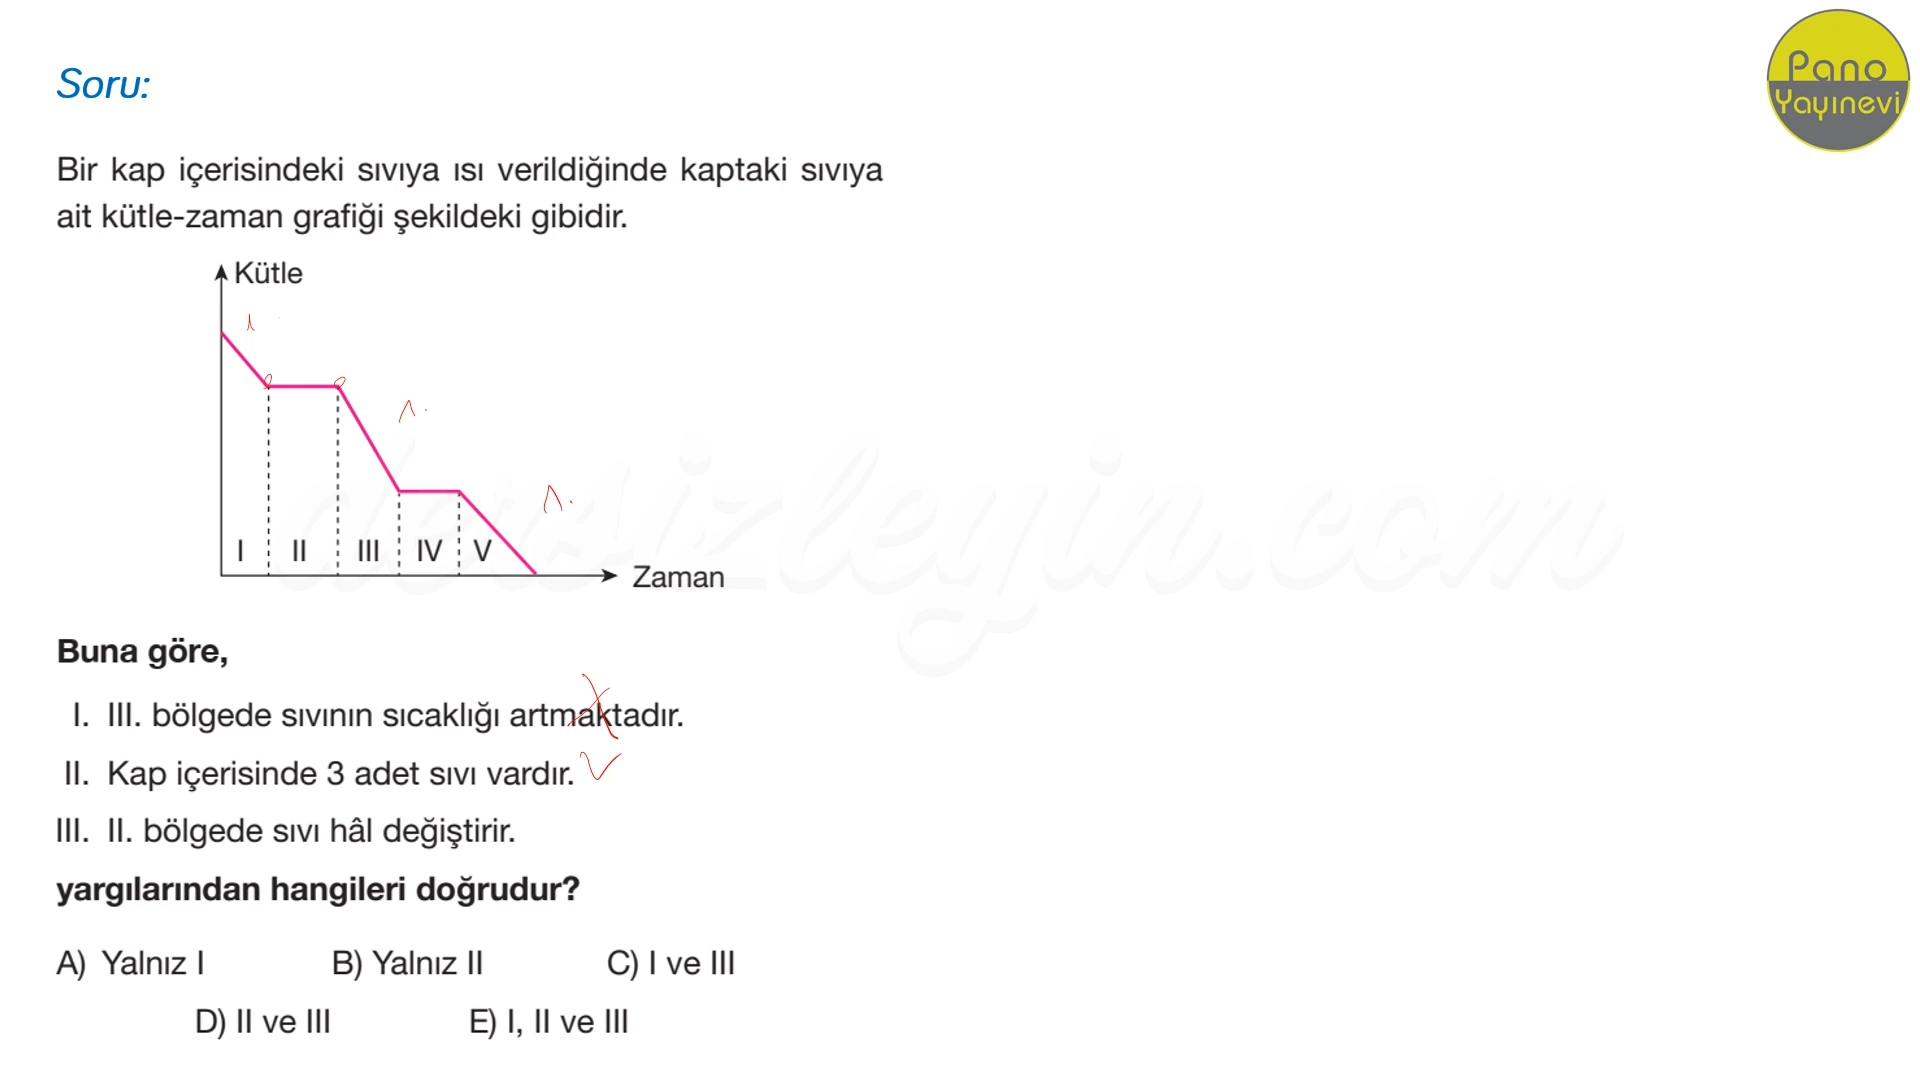 Pano
Yayınevi
Soru:
Bir kap içerisindeki sıvıya ısı verildiğinde kaptaki sıvıya
ait kütle-zaman grafiği şekildeki gibidir.
Kütle
I II III IV V
Zaman
dersizleyin.com
Buna göre,
I. III. bölgede sıvının sıcaklığı artmaktadır.
II. Kap içerisinde 3 adet sıvı vardır.
III. II. bölgede sıvı hâl değiştirir.
yargılarından hangileri doğrudur?
A) Yalnız I B) Yalnız II C) I ve III
D) II ve III E) I, II ve III